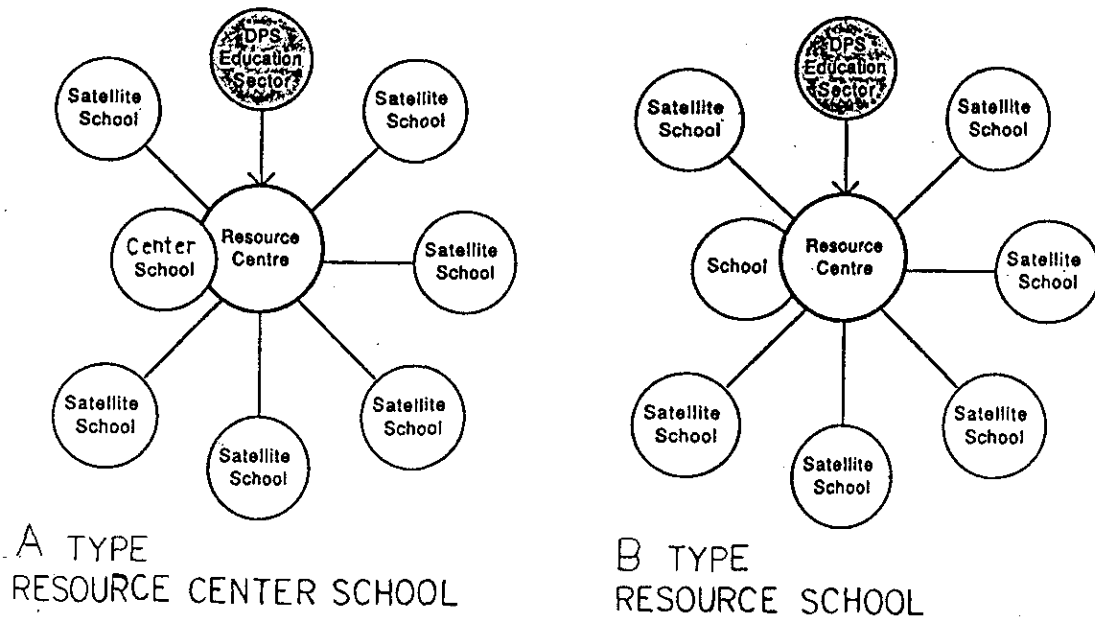 DPS
Education
Sector
Satellite
School
Satellite
School
Center
School
Resource
Centre
Satellite
School
Satellite
School
Satellite
School
Satellite
School
A TYPE
RESOURCE CENTER SCHOOL
DPS
Education
Sector
Satellite
School
Satellite
School
School
Resource
Centre
Satellite
School
Satellite
School
Satellite
School
Satellite
School
B TYPE
RESOURCE SCHOOL